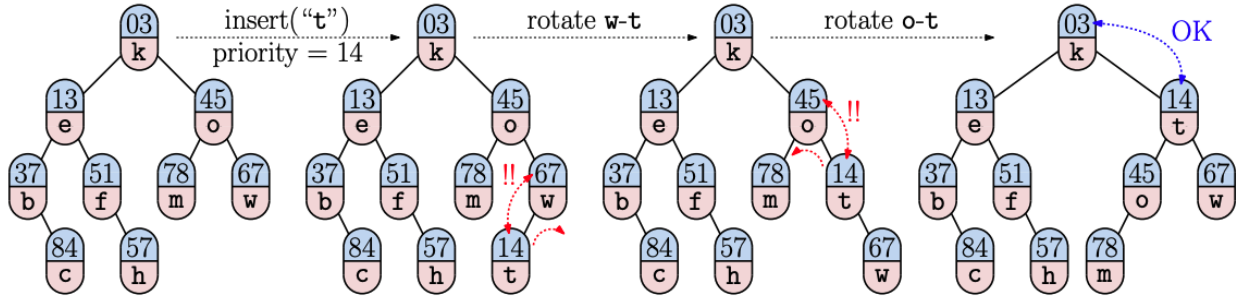 insert("t")
priority = 14
rotate w-t
rotate o-t
03
k
13
e
45
o
37
b
51
f
78
m
67
w
84
c
57
h
03
k
13
e
45
o
37
b
51
f
78
m
67
w
!!
84
c
57
h
14
t
03
k
13
e
45
o
!!
37
b
51
f
78
m
14
t
84
c
57
h
67
w
03
k
OK
13
e
14
t
37
b
51
f
45
o
67
w
84
c
57
h
78
m